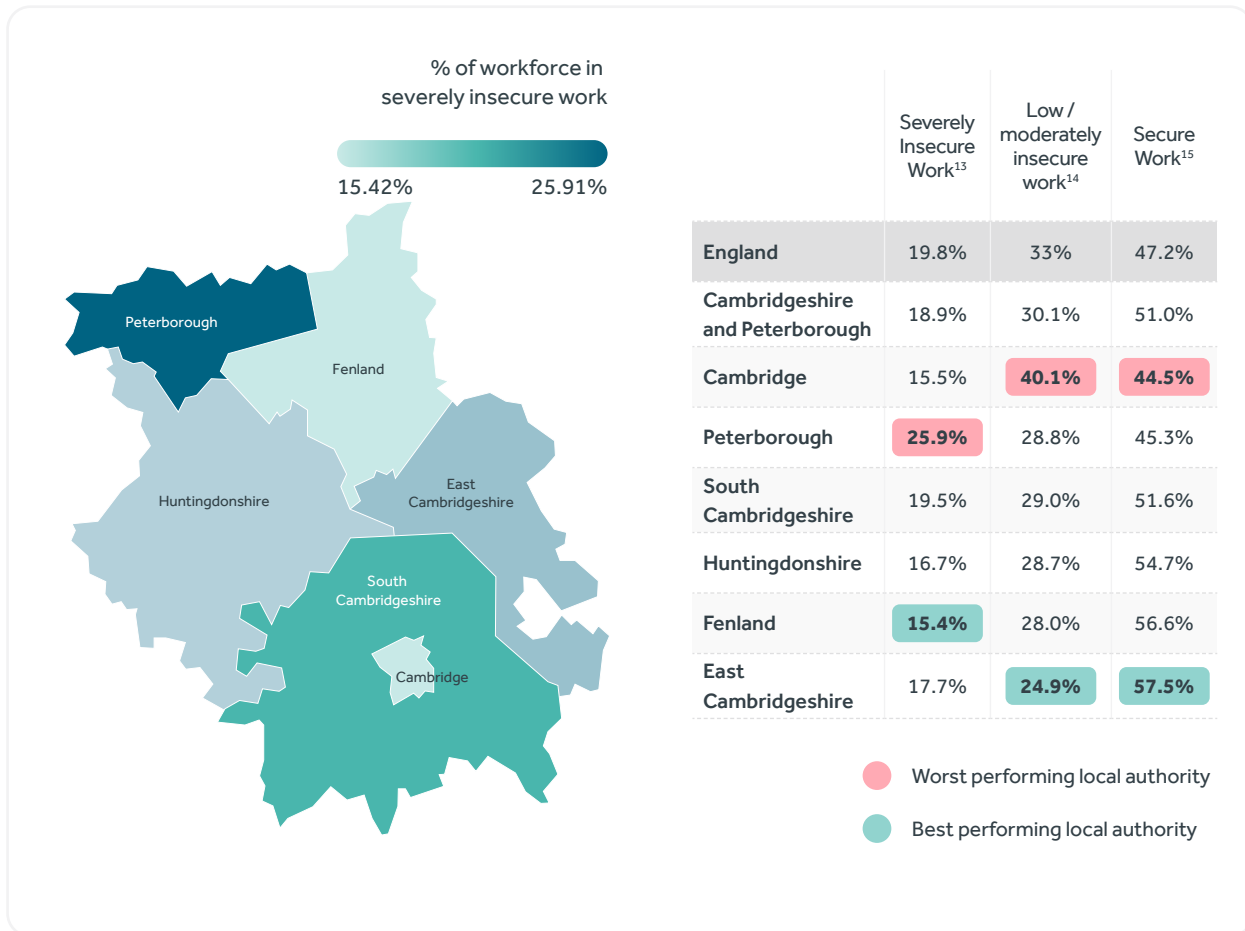 % of workforce in
severely insecure work
15.42% 25.91%
Peterborough
Fenland
Huntingdonshire
East
Cambridgeshire
South
Cambridgeshire
Cambridge
Severely
Insecure
Work13
Low /
moderately
insecure
work14
Secure
Work15
England 19.8% 33% 47.2%
Cambridgeshire
and Peterborough 18.9% 30.1% 51.0%
Cambridge 15.5% 40.1% 44.5%
Peterborough 25.9% 28.8% 45.3%
South
Cambridgeshire 19.5% 29.0% 51.6%
Huntingdonshire 16.7% 28.7% 54.7%
Fenland 15.4% 28.0% 56.6%
East
Cambridgeshire 17.7% 24.9% 57.5%
Worst performing local authority
Best performing local authority